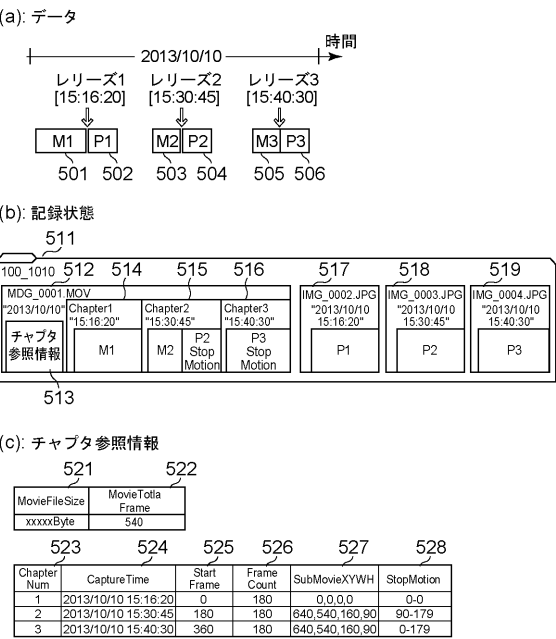 (a): データ
時間
2013/10/10
レリーズ1 レリーズ2 レリーズ3
[15:16:20] [15:30:45] [15:40:30]
M1 P1 M2 P2 M3 P3
501 502 503 504 505 506
(b): 記録状態
511
100_1010 512 514 515 516 517 518 519
MDG_0001.MOV
"2013/10/10"
チャプタ
参照情報
513
Chapter1
"15:16:20"
M1
Chapter2
"15:30:45"
M2
P2
Stop
Motion
Chapter3
"15:40:30"
P3
Stop
Motion
IMG_0002.JPG
"2013/10/10
15:16:20"
P1
IMG_0003.JPG
"2013/10/10
15:30:45"
P2
IMG_0004.JPG
"2013/10/10
15:40:30"
P3
(c): チャプタ参照情報
521 522
MovieFileSize MovieTotla
Frame
xxxxxByte 540
523 524 525 526 527 528
Chapter
Num CaptureTime Start
Frame Frame
Count SubMovieXYWH StopMotion
1 2013/10/10 15:16:20 0 180 0,0,0,0 0-0
2 2013/10/10 15:30:45 180 180 640,540,160,90 90-179
3 2013/10/10 15:40:30 360 180 640,540,160,90 0-179